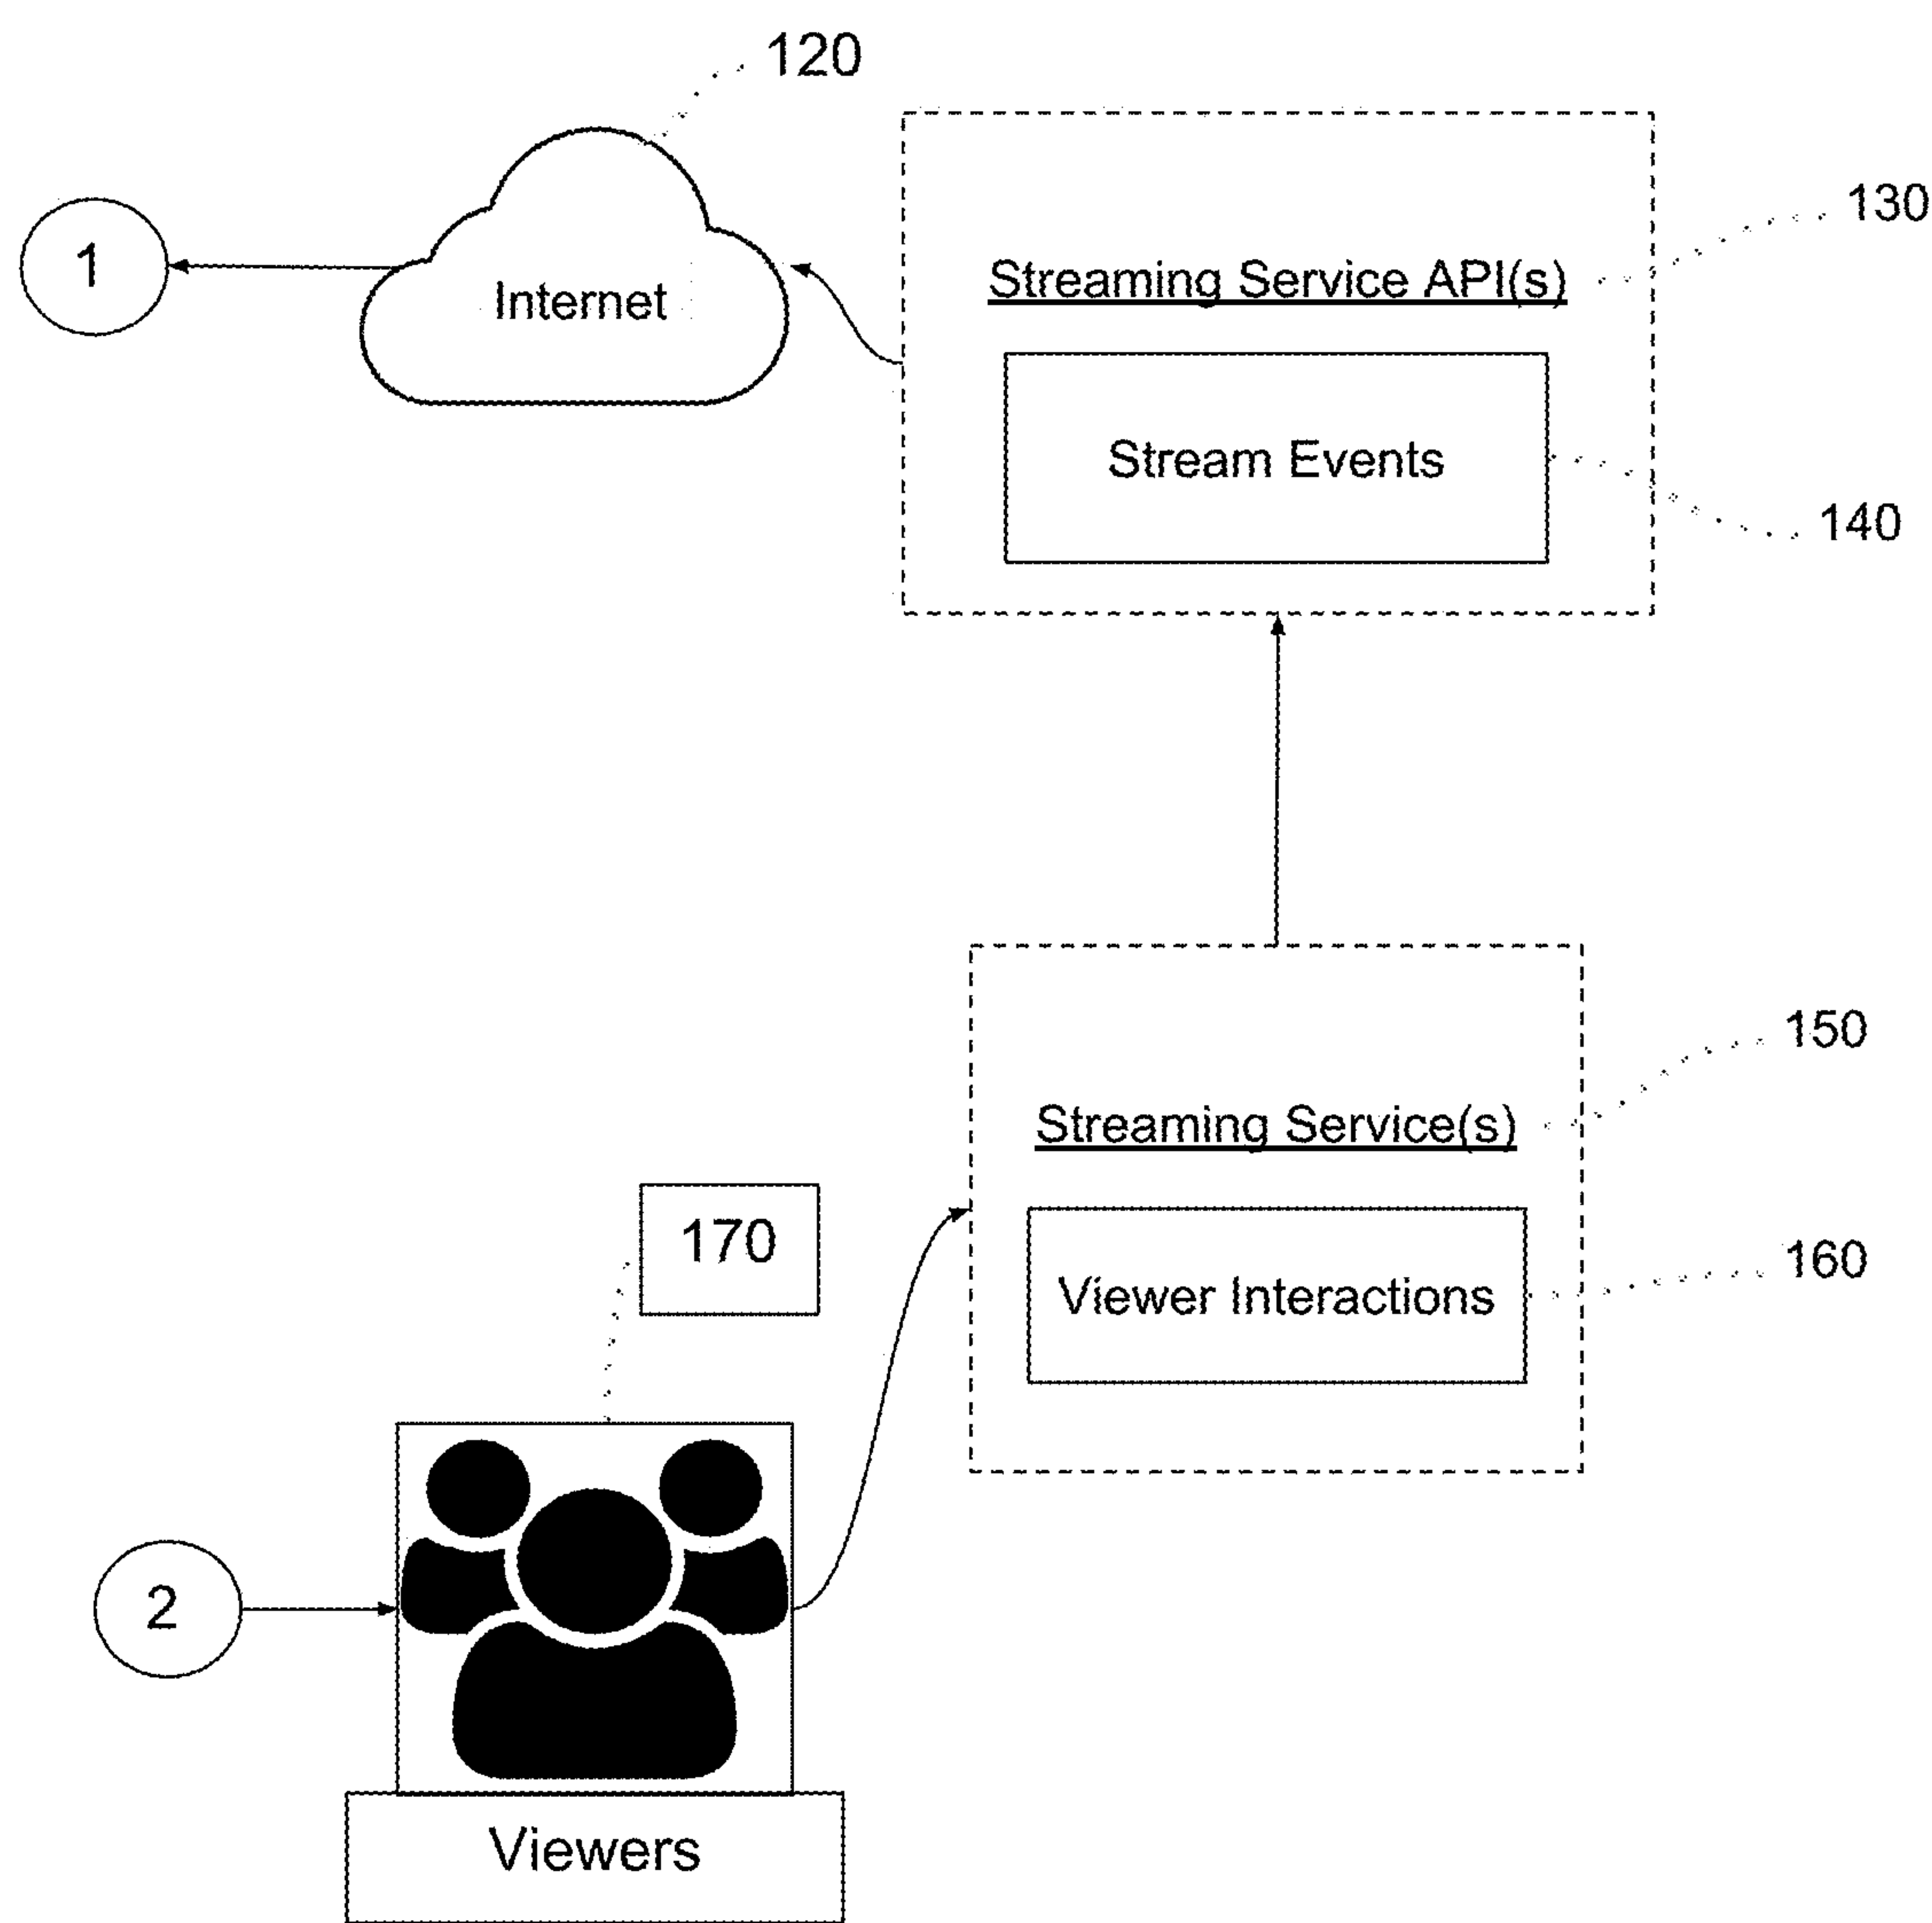 120
130
1
Internet
Streaming Service API(s)
Stream Events
140
150
Streaming Service(s)
170
160
Viewer Interactions
2
Viewers